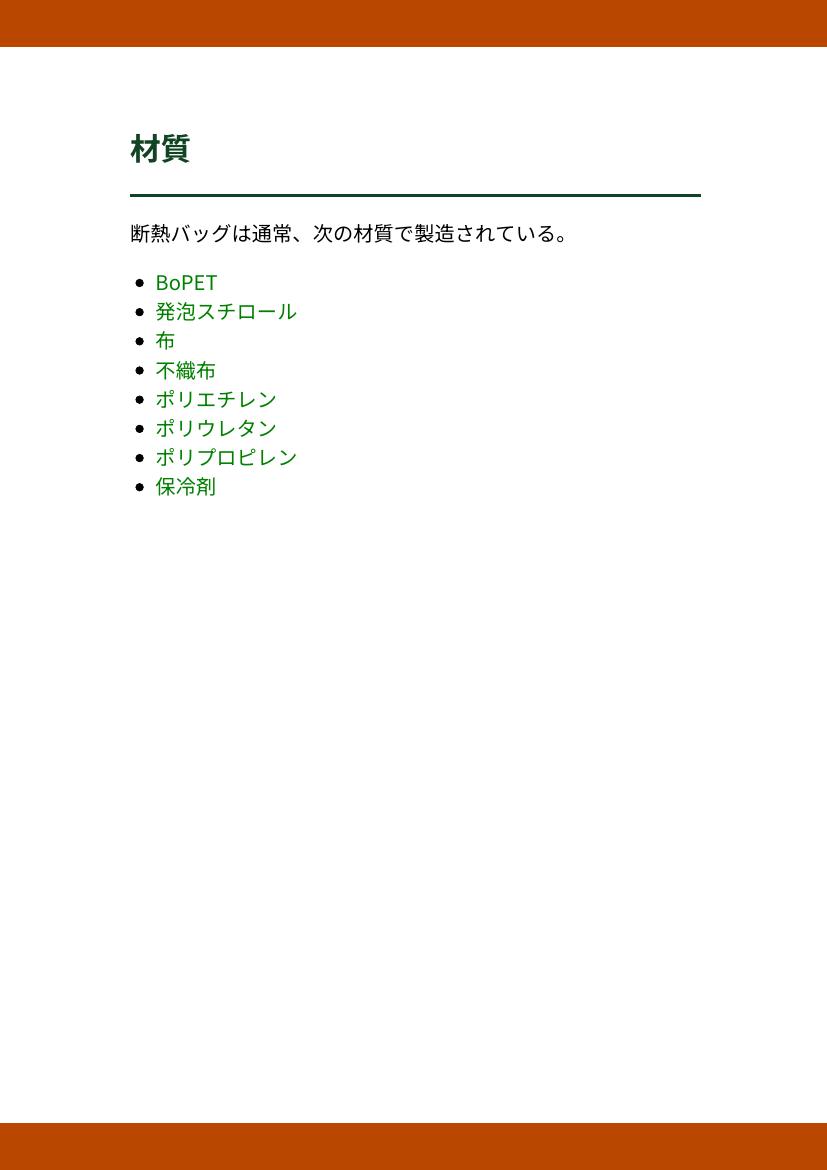 材質
断熱バッグは通常、次の材質で製造されている。
BoPET
発泡スチロール
布
不織布
ポリエチレン
ポリウレタン
ポリプロピレン
保冷剤